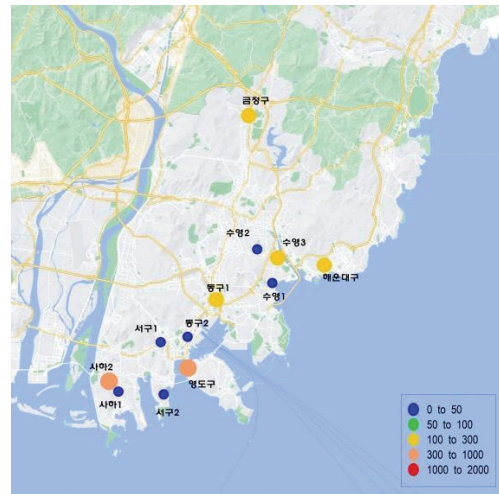 금정구
수영2
수영3
해운대구
수영1
동구1
서구1
동구2
사하2
영도구
사하1
서구2
0 to 50
50 to 100
100 to 300
300 to 1000
1000 to 2000